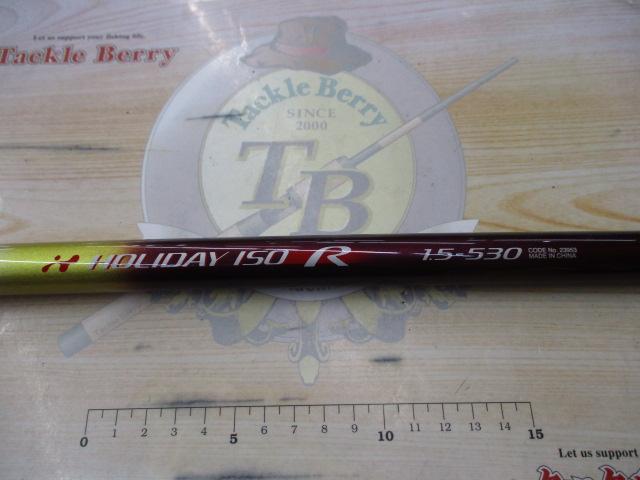 Let us support your fishing life.
Tackle Berry
Tackle Berry
SINCE
2000
TB
HOLIDAY ISO R 1.5-530
CODE No. 23953
MADE IN CHINA
0 1 2 3 4 5 6 7 8 9 10 11 12 13 14 15
Let us support